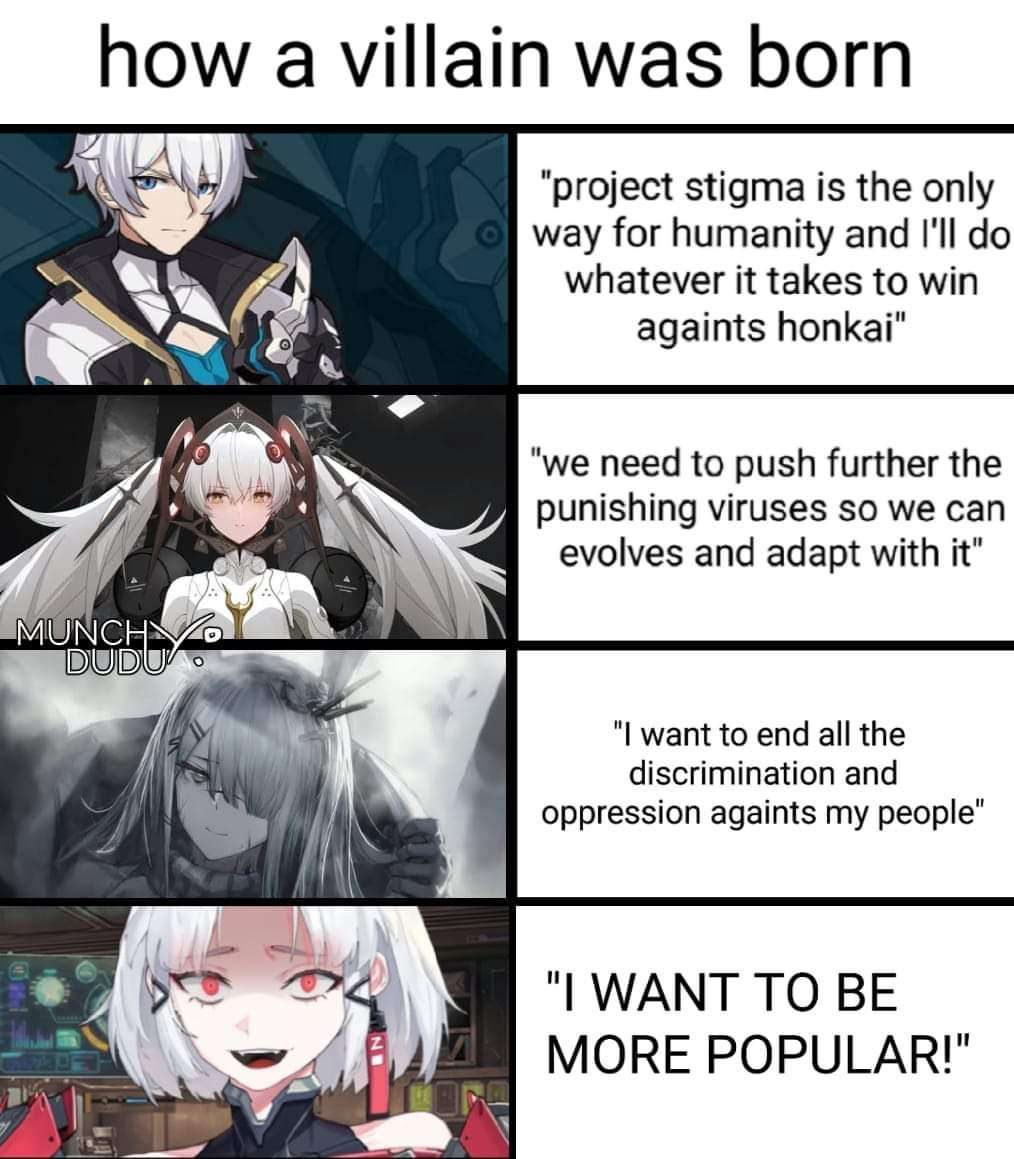 how a villain was born
"project stigma is the only
way for humanity and I'll do
whatever it takes to win
againts honkai"
"we need to push further the
punishing viruses so we can
evolves and adapt with it"
MUNCHY
DUDU
"I want to end all the
discrimination and
oppression againts my people"
Z
"I WANT TO BE
MORE POPULAR!"